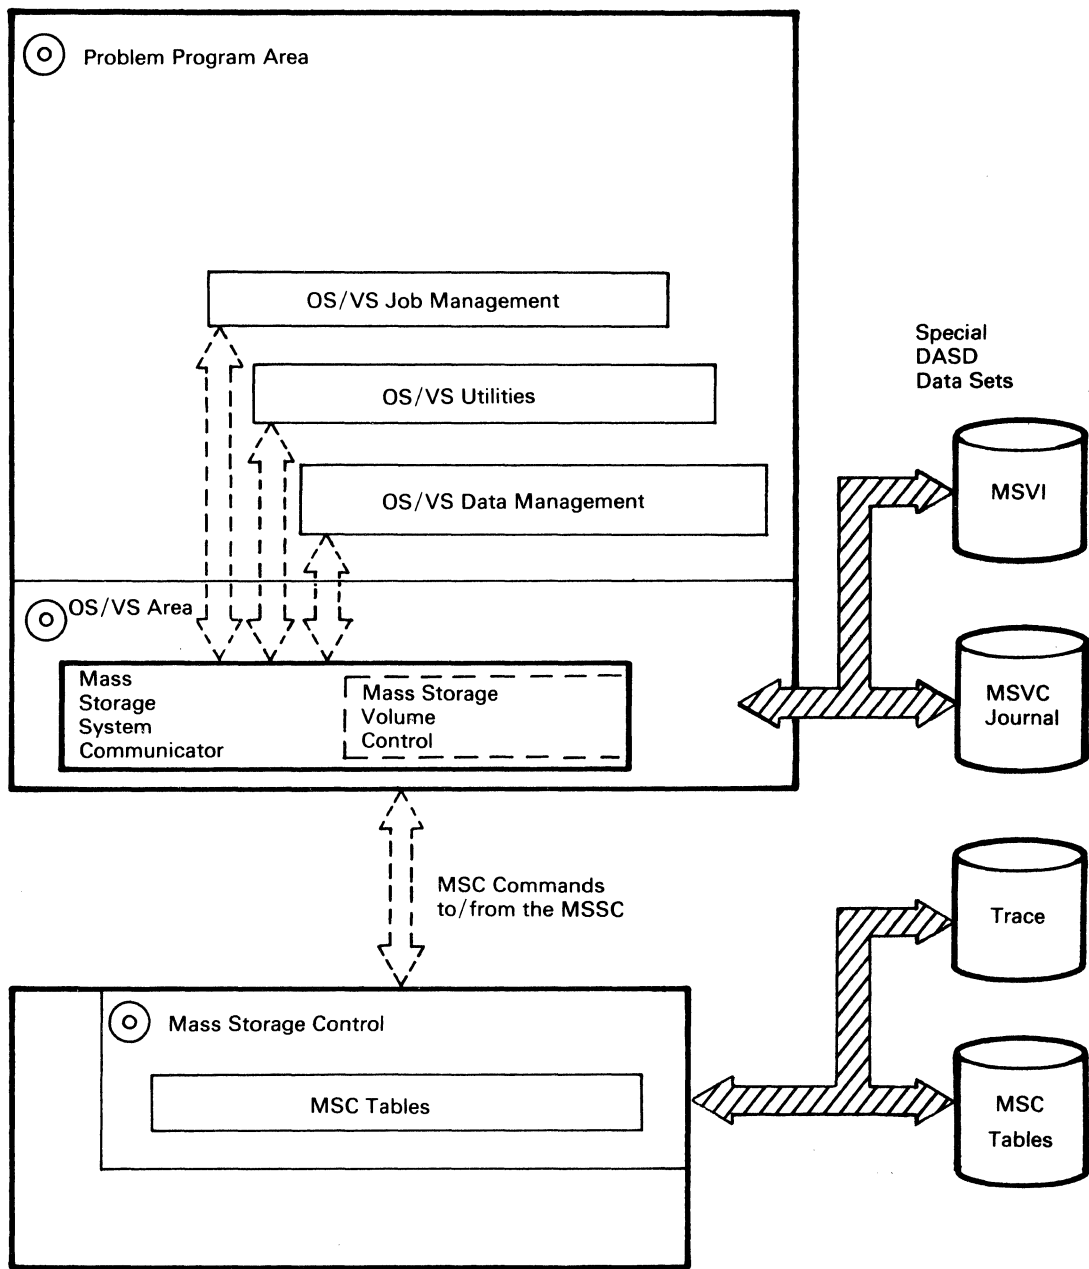 Problem Program Area
OS/VS Job Management
OS/VS Utilities
OS/VS Data Management
Special
DASD
Data Sets
MSVI
OS/VS Area
Mass
Storage
System
Communicator
Mass Storage
Volume
Control
MSVC
Journal
MSC Commands
to/from the MSSC
Trace
Mass Storage Control
MSC Tables
MSC
Tables